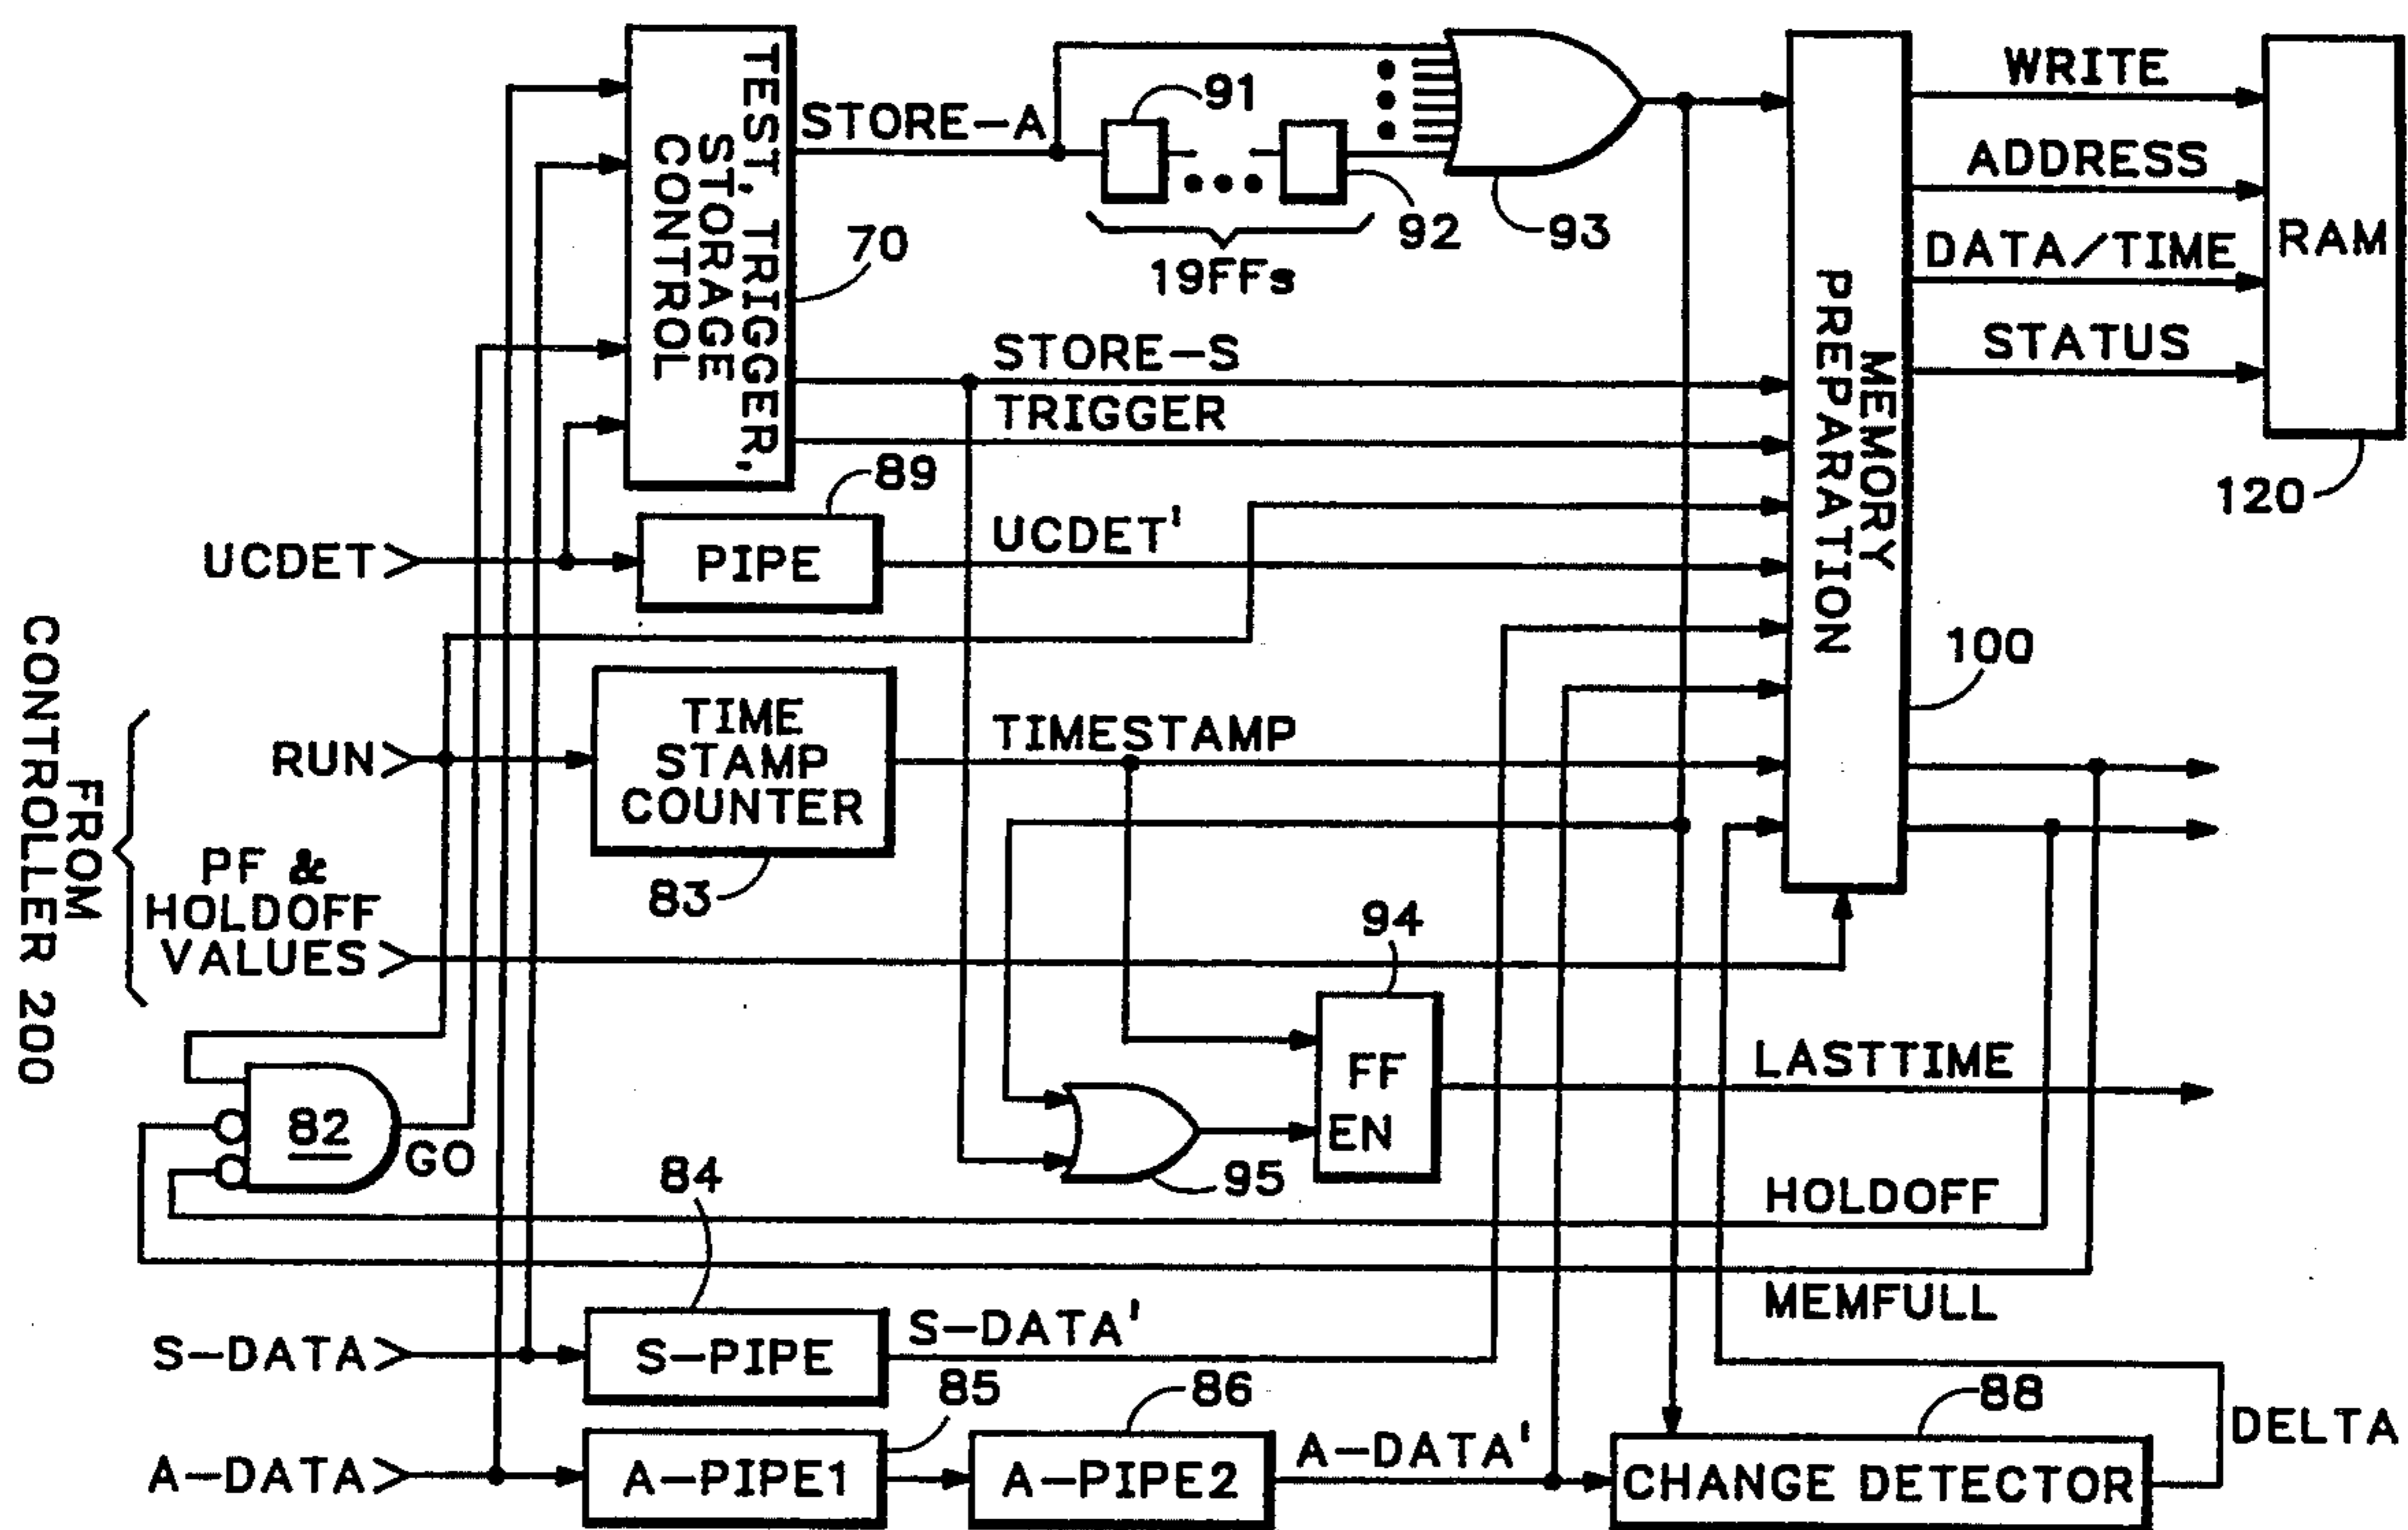 TEST, TRIGGER,
STORAGE
CONTROL
70
STORE-A
91
19FFs
92
93
WRITE
ADDRESS
DATA/TIME
STATUS
RAM
120
STORE-S
TRIGGER
MEMORY
PREPARATION
100
UCDET
PIPE
89
UCDET'
FROM
CONTROLLER 200
RUN
TIME
STAMP
COUNTER
83
TIMESTAMP
PF &
HOLDOFF
VALUES
94
FF
EN
LASTTIME
82
GO
95
HOLDOFF
MEMFULL
84
S-DATA
S-PIPE
S-DATA'
85
86
88
A-DATA
A-PIPE1
A-PIPE2
A-DATA'
CHANGE DETECTOR
DELTA